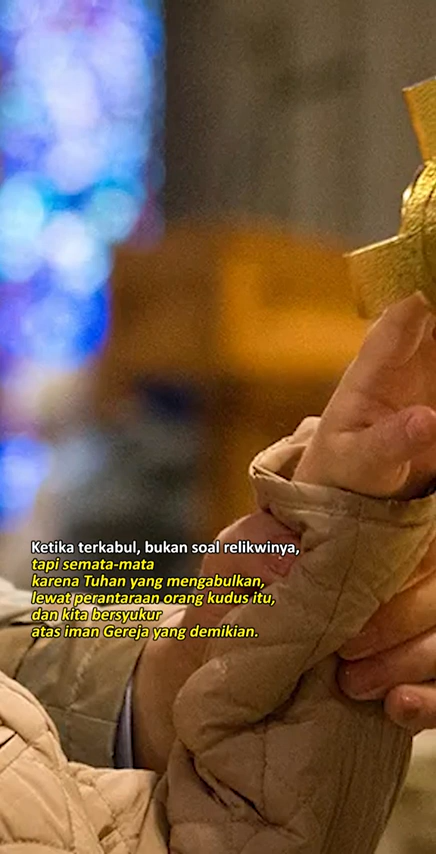 Ketika terkabul, bukan soal relikwinya,
tapi semata-mata
karena Tuhan yang mengabulkan,
lewat perantaraan orang kudus itu,
dan kita bersyukur
atas iman Gereja yang demikian.